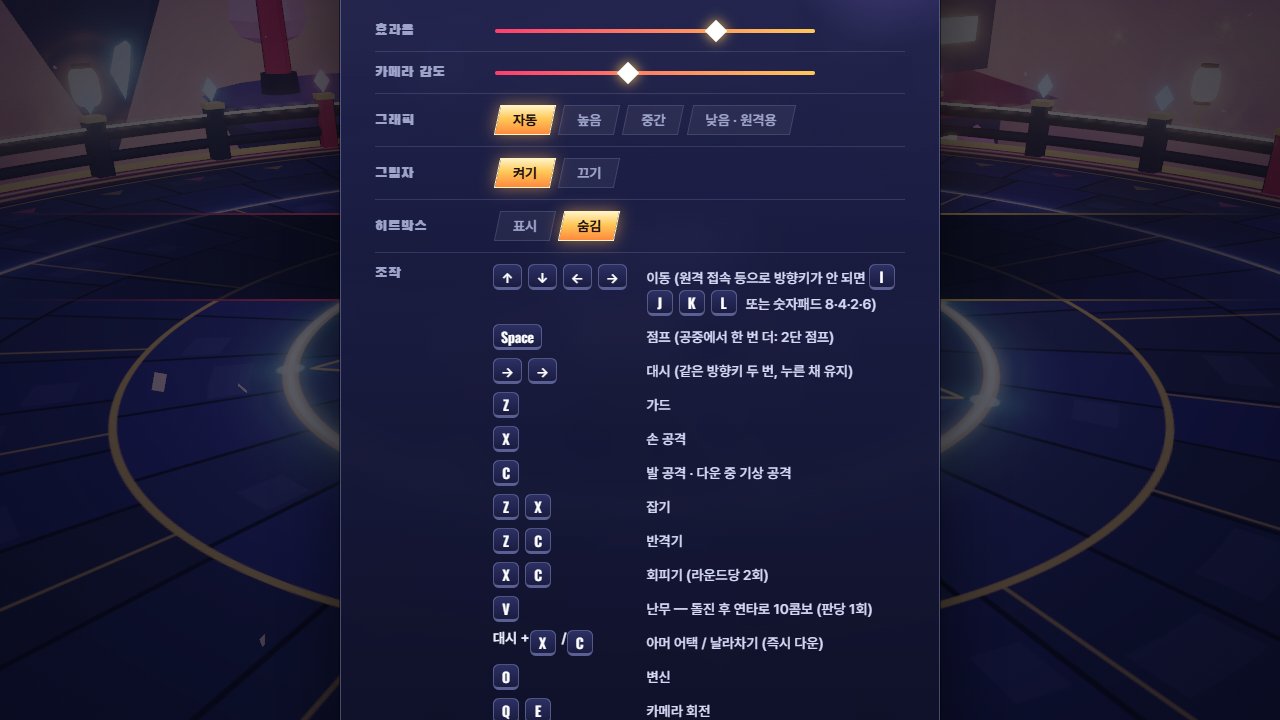 효과음
카메라 감도
그래픽 자동 높음 중간 낮음 · 원격용
그림자 켜기 끄기
히트박스 표시 숨김
조작 ↑ ↓ ← → 이동 (원격 접속 등으로 방향키가 안 되면 I
J K L 또는 숫자패드 8·4·2·6)
Space 점프 (공중에서 한 번 더: 2단 점프)
→ → 대시 (같은 방향키 두 번, 누른 채 유지)
Z 가드
X 손 공격
C 발 공격 · 다운 중 기상 공격
Z X 잡기
Z C 반격기
X C 회피기 (라운드당 2회)
V 난무 — 돌진 후 연타로 10콤보 (판당 1회)
대시 + X / C 아머 어택 / 날라차기 (즉시 다운)
O 변신
Q E 카메라 회전